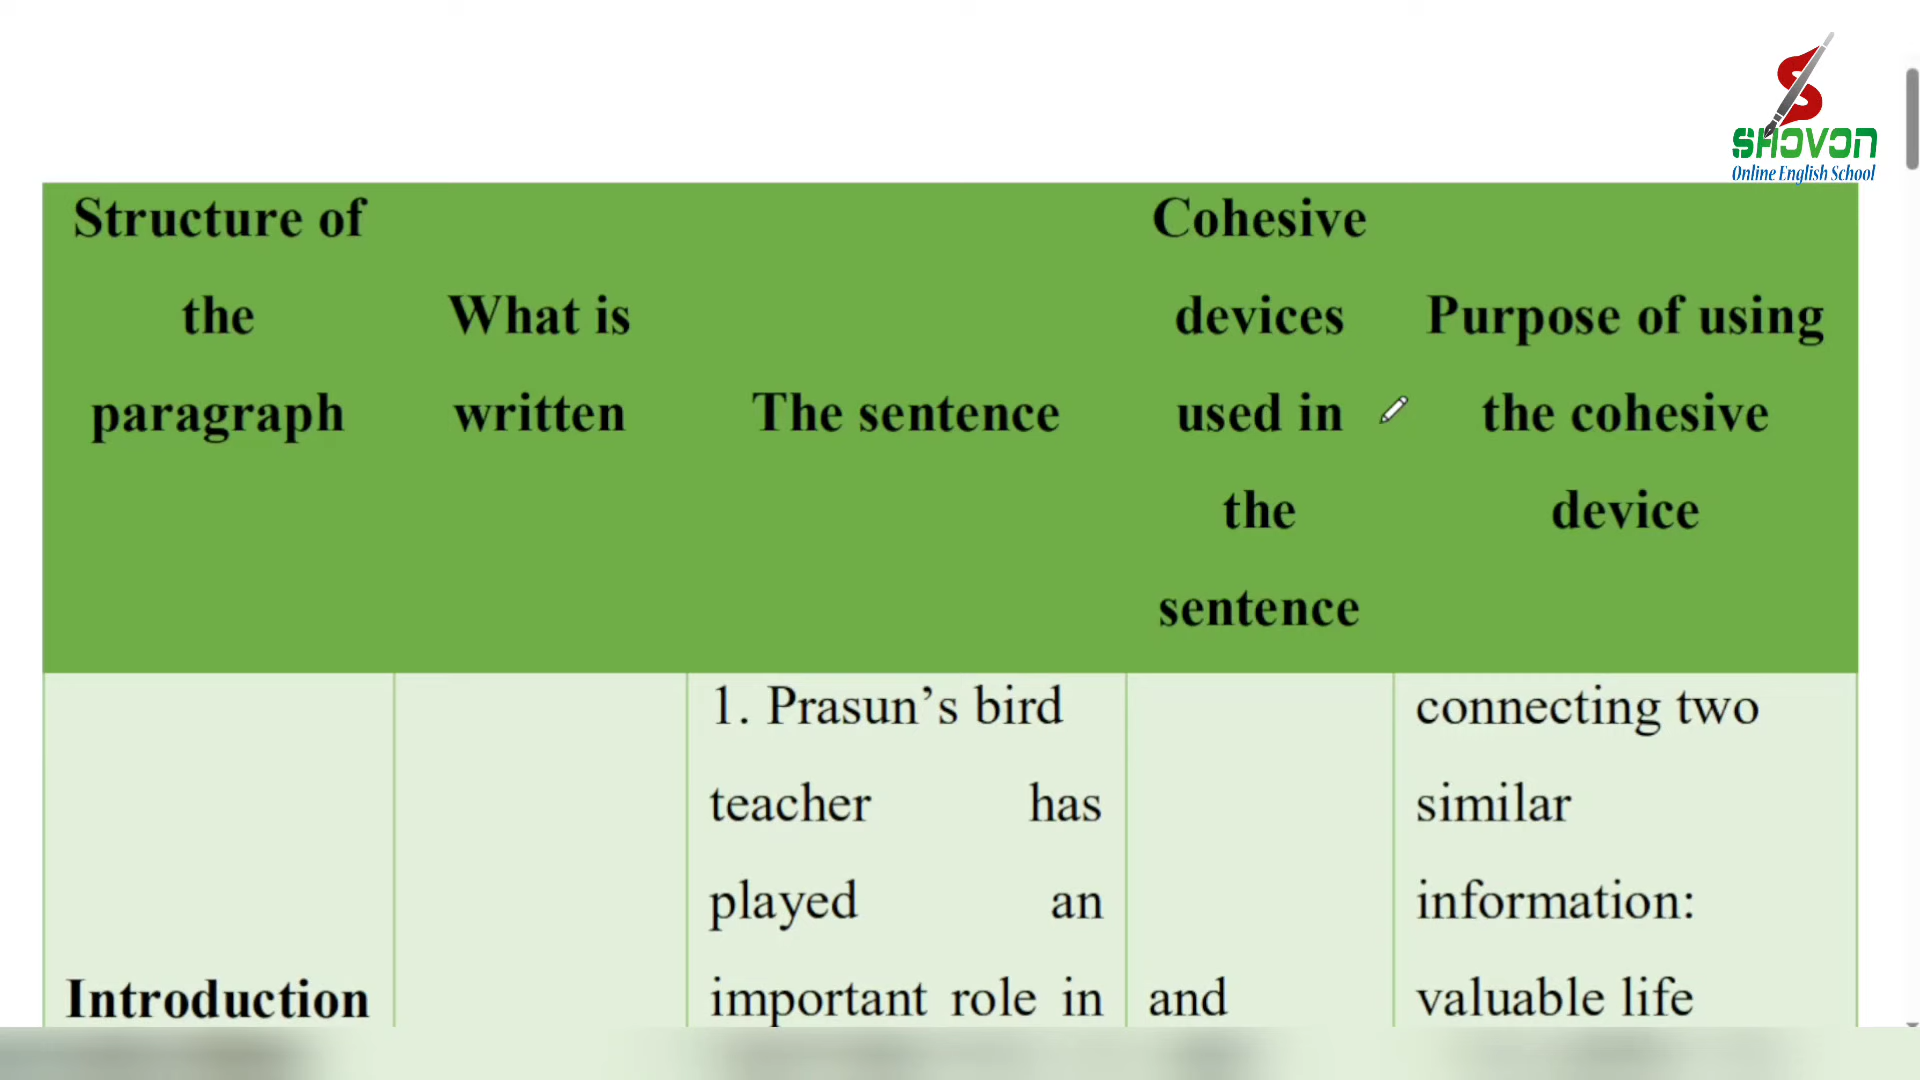 SHOVON
Online English School
Structure of
the
paragraph
What is
written
The sentence
Cohesive
devices
used in
the
sentence
Purpose of using
the cohesive
device
Introduction
1. Prasun’s bird
teacher has
played an
important role in
and
connecting two
similar
information:
valuable life